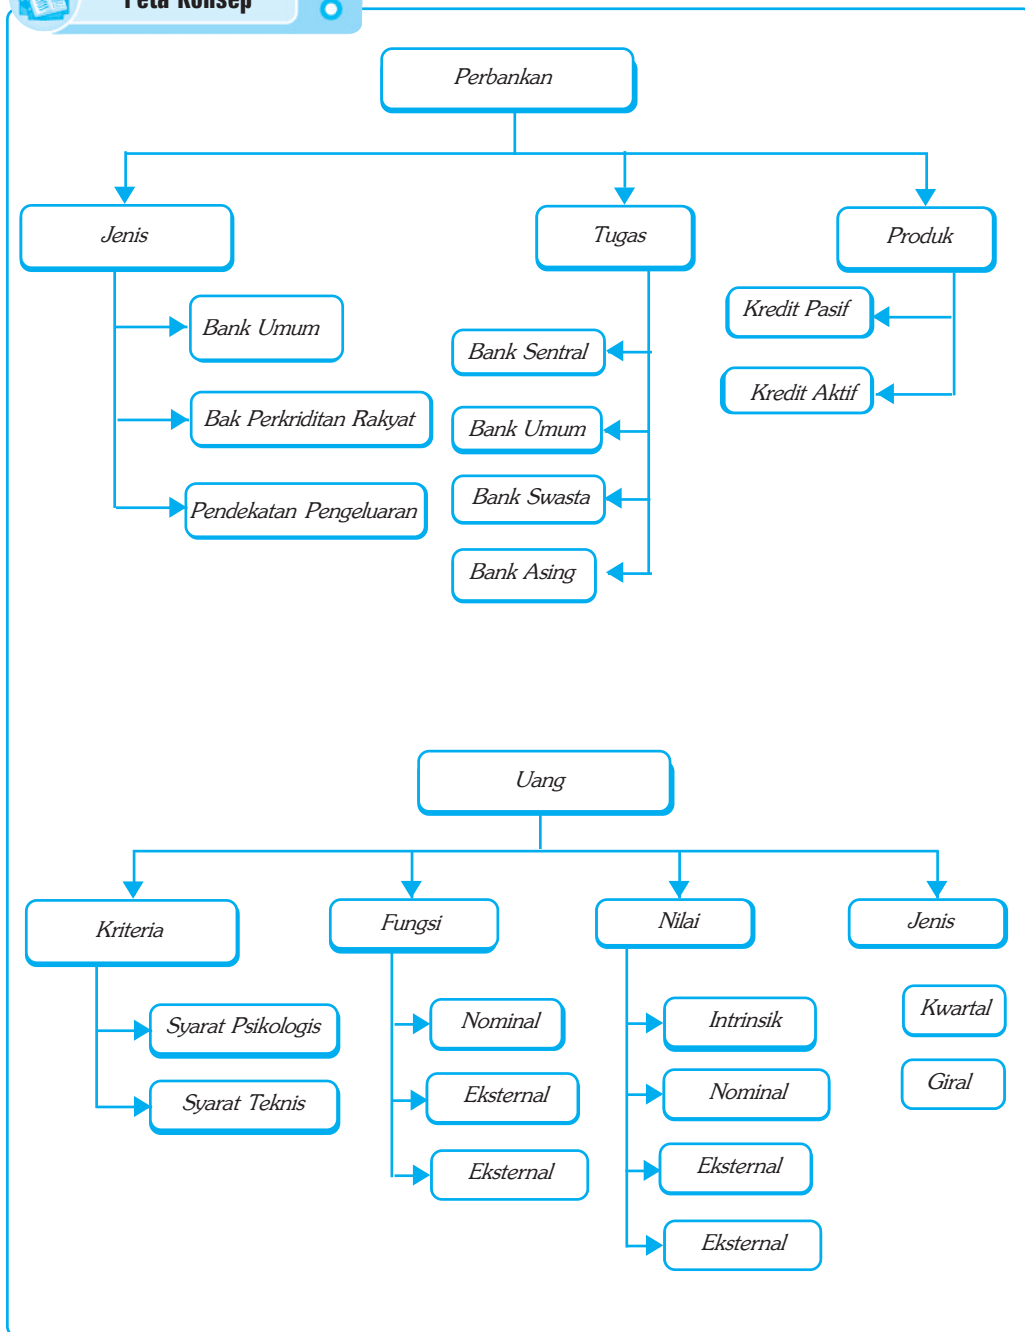 Peta Konsep
Perbankan
Jenis
Tugas
Produk
Bank Umum
Bak Perkriditan Rakyat
Pendekatan Pengeluaran
Bank Sentral
Bank Umum
Bank Swasta
Bank Asing
Kredit Pasif
Kredit Aktif
Uang
Kriteria
Fungsi
Nilai
Jenis
Syarat Psikologis
Syarat Teknis
Nominal
Eksternal
Eksternal
Intrinsik
Nominal
Eksternal
Eksternal
Kwartal
Giral